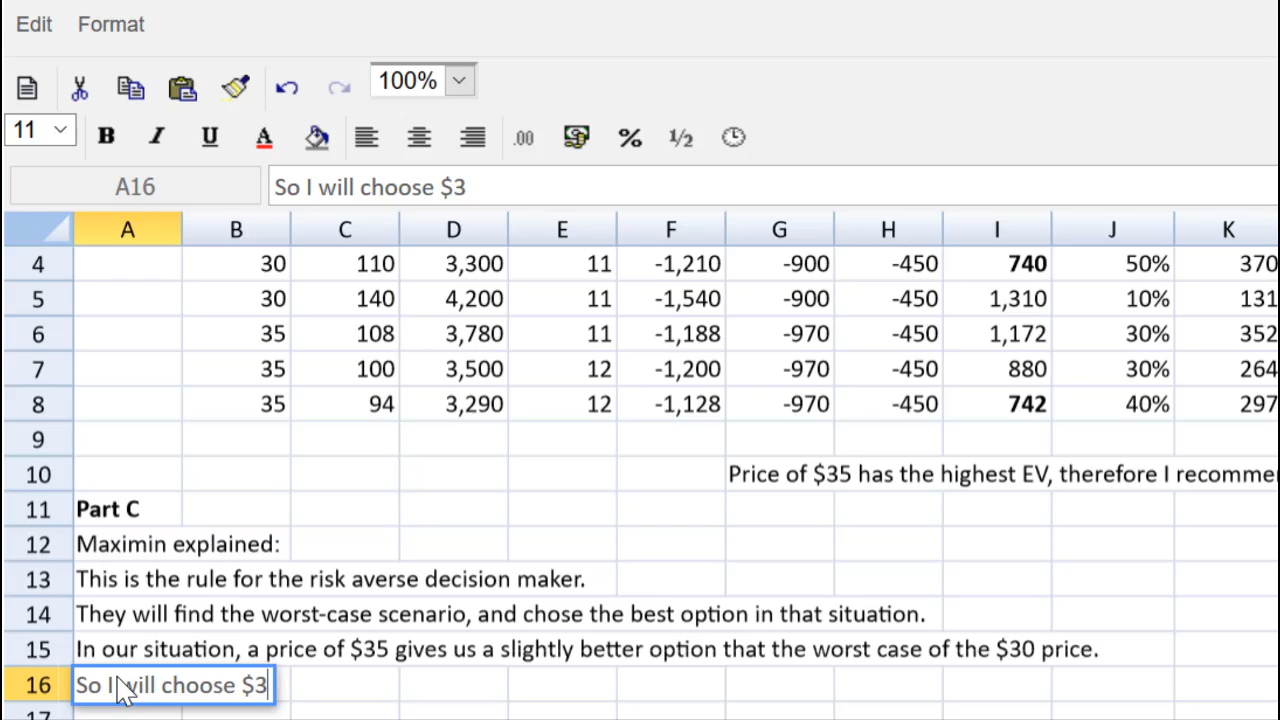 Edit Format
100%
11 B I U A .00 % 1/2
A16 So I will choose $3
A B C D E F G H I J K
4 30 110 3,300 11 -1,210 -900 -450 740 50% 370
5 30 140 4,200 11 -1,540 -900 -450 1,310 10% 131
6 35 108 3,780 11 -1,188 -970 -450 1,172 30% 352
7 35 100 3,500 12 -1,200 -970 -450 880 30% 264
8 35 94 3,290 12 -1,128 -970 -450 742 40% 297
9
10 Price of $35 has the highest EV, therefore I recomme
11 Part C
12 Maximin explained:
13 This is the rule for the risk averse decision maker.
14 They will find the worst-case scenario, and chose the best option in that situation.
15 In our situation, a price of $35 gives us a slightly better option that the worst case of the $30 price.
16 So I will choose $3
17